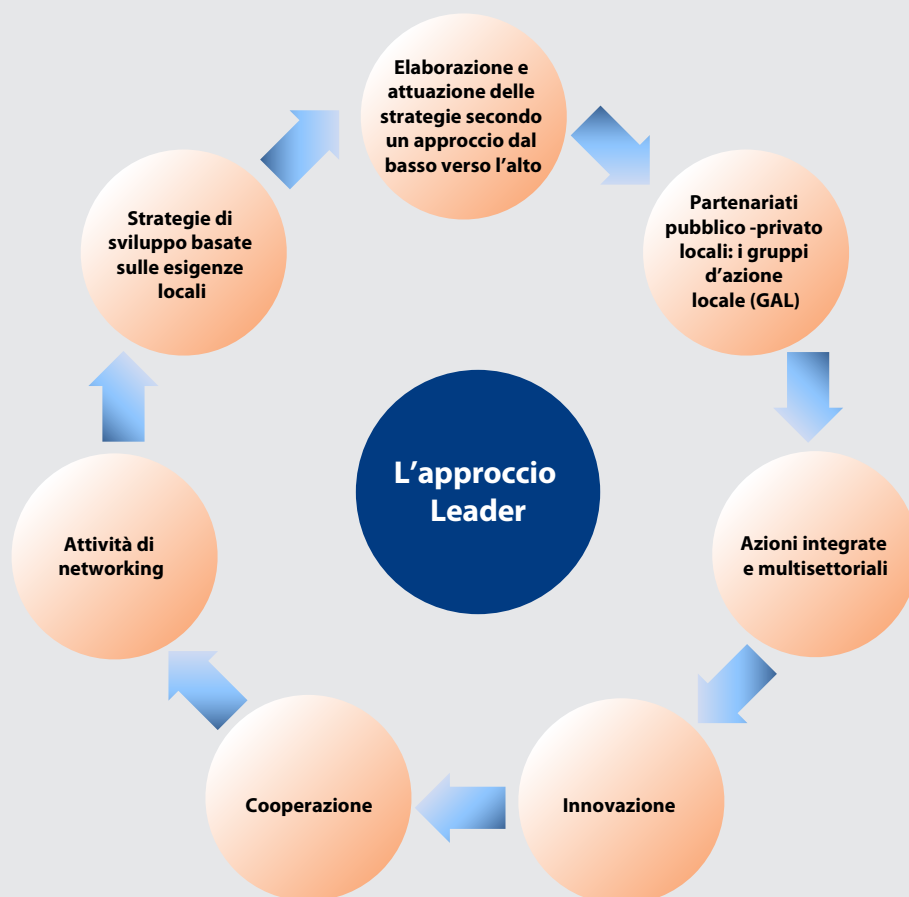 Elaborazione e
attuazione delle
strategie secondo
un approccio dal
basso verso l'alto
Partenariati
pubblico -privato
locali: i gruppi
d'azione
locale (GAL)
Azioni integrate
e multisettoriali
Innovazione
Cooperazione
Attività di
networking
Strategie di
sviluppo basate
sulle esigenze
locali
L'approccio
Leader